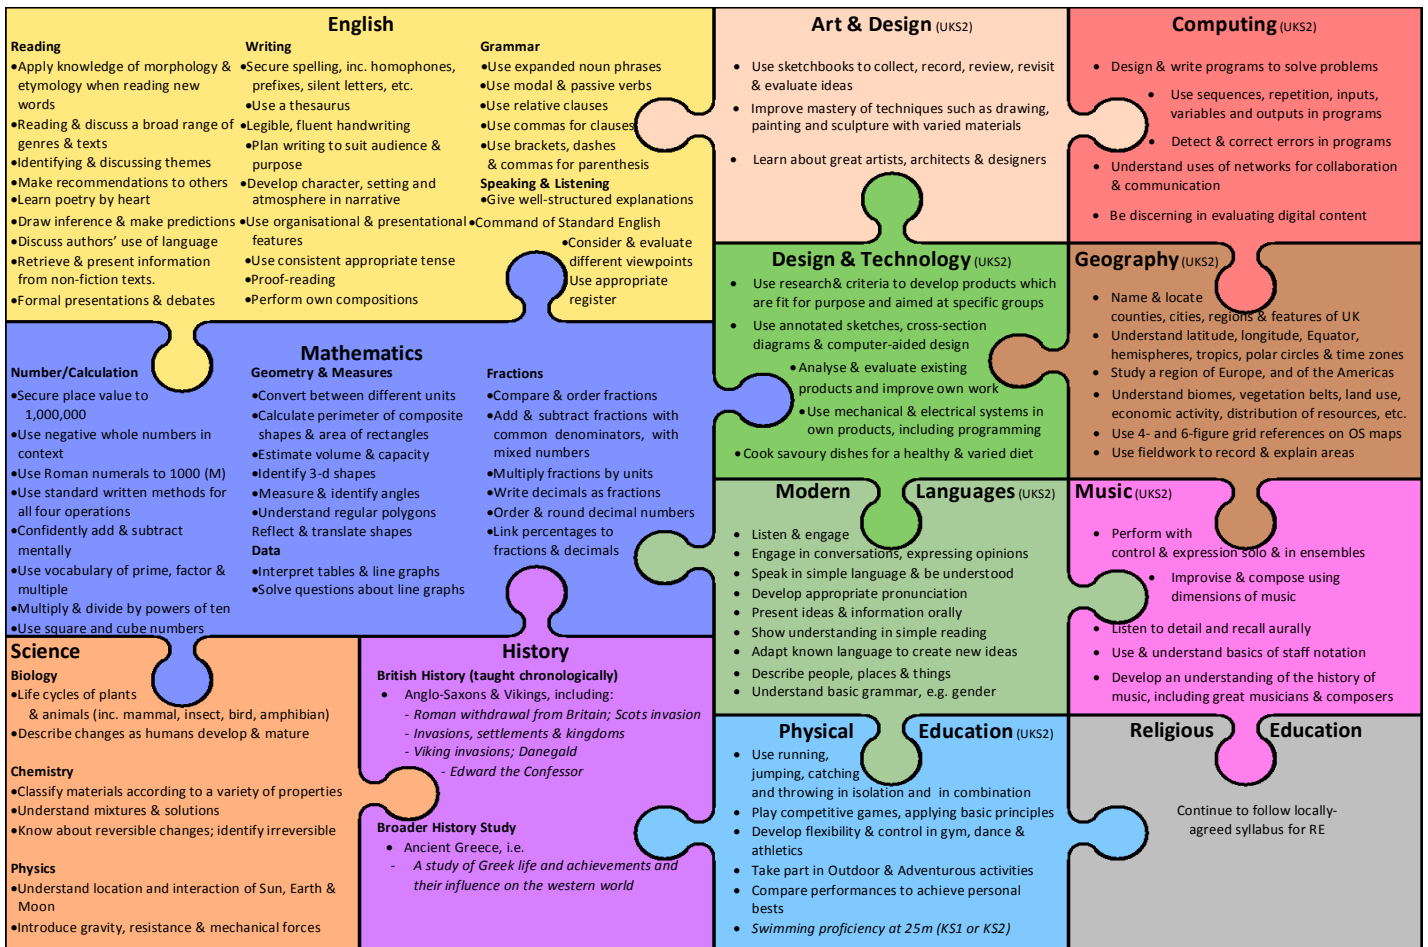 English
Reading
•Apply knowledge of morphology &
etymology when reading new
words
•Reading & discuss a broad range of
genres & texts
•Identifying & discussing themes
•Make recommendations to others
•Learn poetry by heart
•Draw inference & make predictions
•Discuss authors' use of language
•Retrieve & present information
from non-fiction texts.
•Formal presentations & debates
Writing
•Secure spelling, inc. homophones,
prefixes, silent letters, etc.
•Use a thesaurus
•Legible, fluent handwriting
•Plan writing to suit audience &
purpose
•Develop character, setting and
atmosphere in narrative
•Use organisational & presentational
features
•Use consistent appropriate tense
•Proof-reading
•Perform own compositions
Grammar
•Use expanded noun phrases
•Use modal & passive verbs
•Use relative clauses
•Use commas for clauses
•Use brackets, dashes
& commas for parenthesis
Speaking & Listening
•Give well-structured explanations
•Command of Standard English
•Consider & evaluate
different viewpoints
Use appropriate
register
Art & Design (UKS2)
• Use sketchbooks to collect, record, review, revisit
& evaluate ideas
• Improve mastery of techniques such as drawing,
painting and sculpture with varied materials
• Learn about great artists, architects & designers
Computing (UKS2)
• Design & write programs to solve problems
• Use sequences, repetition, inputs,
variables and outputs in programs
• Detect & correct errors in programs
• Understand uses of networks for collaboration
& communication
• Be discerning in evaluating digital content
Design & Technology (UKS2)
• Use research& criteria to develop products which
are fit for purpose and aimed at specific groups
• Use annotated sketches, cross-section
diagrams & computer-aided design
• Analyse & evaluate existing
products and improve own work
• Use mechanical & electrical systems in
own products, including programming
• Cook savoury dishes for a healthy & varied diet
Geography (UKS2)
• Name & locate
counties, cities, regions & features of UK
• Understand latitude, longitude, Equator,
hemispheres, tropics, polar circles & time zones
• Study a region of Europe, and of the Americas
• Understand biomes, vegetation belts, land use,
economic activity, distribution of resources, etc.
• Use 4- and 6-figure grid references on OS maps
• Use fieldwork to record & explain areas
Mathematics
Number/Calculation
•Secure place value to
1,000,000
•Use negative whole numbers in
context
•Use Roman numerals to 1000 (M)
•Use standard written methods for
all four operations
•Confidently add & subtract
mentally
•Use vocabulary of prime, factor &
multiple
•Multiply & divide by powers of ten
•Use square and cube numbers
Geometry & Measures
•Convert between different units
•Calculate perimeter of composite
shapes & area of rectangles
•Estimate volume & capacity
•Identify 3-d shapes
•Measure & identify angles
•Understand regular polygons
Reflect & translate shapes
Data
•Interpret tables & line graphs
•Solve questions about line graphs
Fractions
•Compare & order fractions
•Add & subtract fractions with
common denominators, with
mixed numbers
•Multiply fractions by units
•Write decimals as fractions
•Order & round decimal numbers
•Link percentages to
fractions & decimals
Modern Languages (UKS2)
• Listen & engage
• Engage in conversations, expressing opinions
• Speak in simple language & be understood
• Develop appropriate pronunciation
• Present ideas & information orally
• Show understanding in simple reading
• Adapt known language to create new ideas
• Describe people, places & things
• Understand basic grammar, e.g. gender
Music (UKS2)
• Perform with
control & expression solo & in ensembles
• Improvise & compose using
dimensions of music
• Listen to detail and recall aurally
• Use & understand basics of staff notation
• Develop an understanding of the history of
music, including great musicians & composers
Science
Biology
•Life cycles of plants
& animals (inc. mammal, insect, bird, amphibian)
•Describe changes as humans develop & mature
Chemistry
•Classify materials according to a variety of properties
•Understand mixtures & solutions
•Know about reversible changes; identify irreversible
Physics
•Understand location and interaction of Sun, Earth &
Moon
•Introduce gravity, resistance & mechanical forces
History
British History (taught chronologically)
• Anglo-Saxons & Vikings, including:
- Roman withdrawal from Britain; Scots invasion
- Invasions, settlements & kingdoms
- Viking invasions; Danegald
- Edward the Confessor
Broader History Study
• Ancient Greece, i.e.
- A study of Greek life and achievements and
their influence on the western world
Physical Education (UKS2)
• Use running,
jumping, catching
and throwing in isolation and in combination
• Play competitive games, applying basic principles
• Develop flexibility & control in gym, dance &
athletics
• Take part in Outdoor & Adventurous activities
• Compare performances to achieve personal
bests
• Swimming proficiency at 25m (KS1 or KS2)
Religious Education
Continue to follow locally-
agreed syllabus for RE